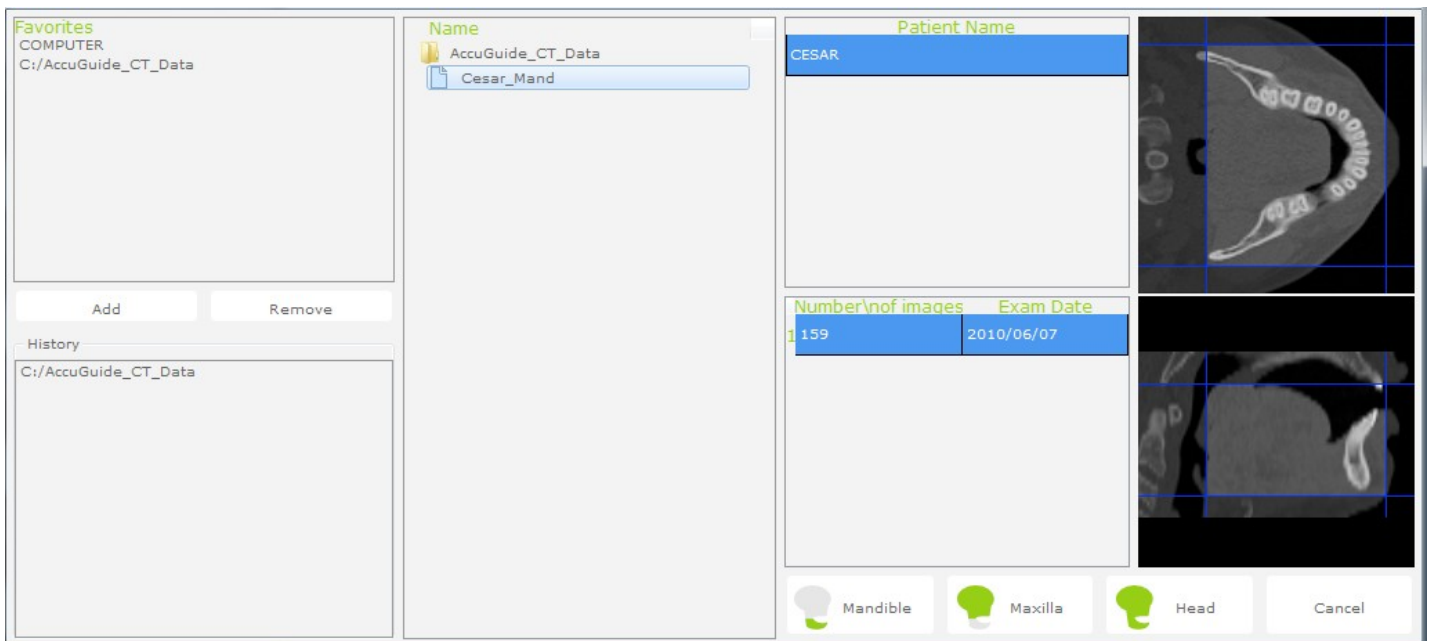 Favorites
COMPUTER
C:/AccuGuide_CT_Data
Add
Remove
History
C:/AccuGuide_CT_Data
Name
AccuGuide_CT_Data
Cesar_Mand
Patient Name
CESAR
Number\nof images Exam Date
1 159 2010/06/07
Mandible
Maxilla
Head
Cancel